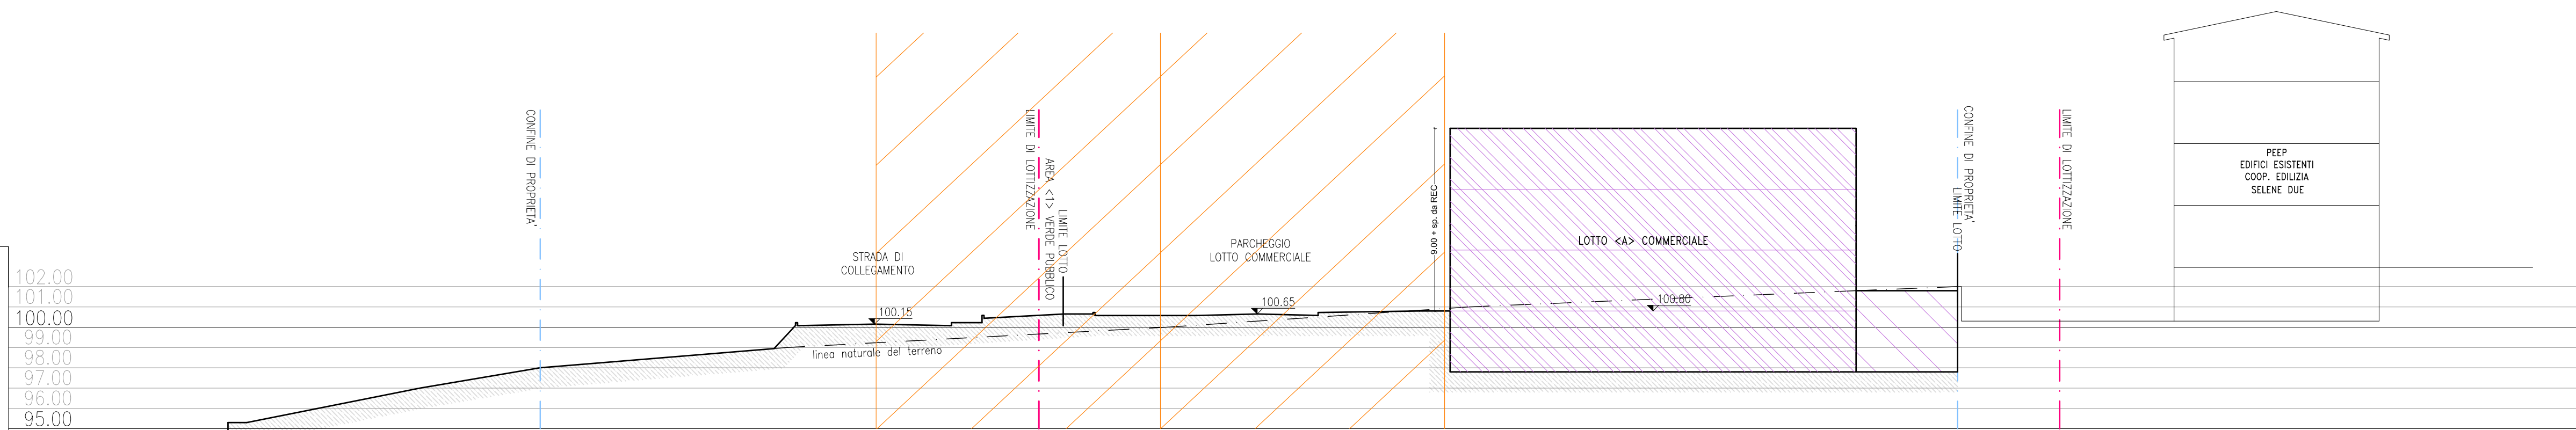 CONFINE DI PROPRIETA'
LIMITE DI LOTTIZZAZIONE
AREA <1> VERDE PUBBLICO
LIMITE LOTTO
STRADA DI
COLLEGAMENTO
100.15
linea naturale del terreno
PARCHEGGIO
LOTTO COMMERCIALE
100.65
9.00 + sp. da REC
LOTTO <A> COMMERCIALE
100.80
CONFINE DI PROPRIETA'
LIMITE LOTTO
LIMITE DI LOTTIZZAZIONE
PEEP
EDIFICI ESISTENTI
COOP. EDILIZIA
SELENE DUE
102.00
101.00
100.00
99.00
98.00
97.00
96.00
95.00